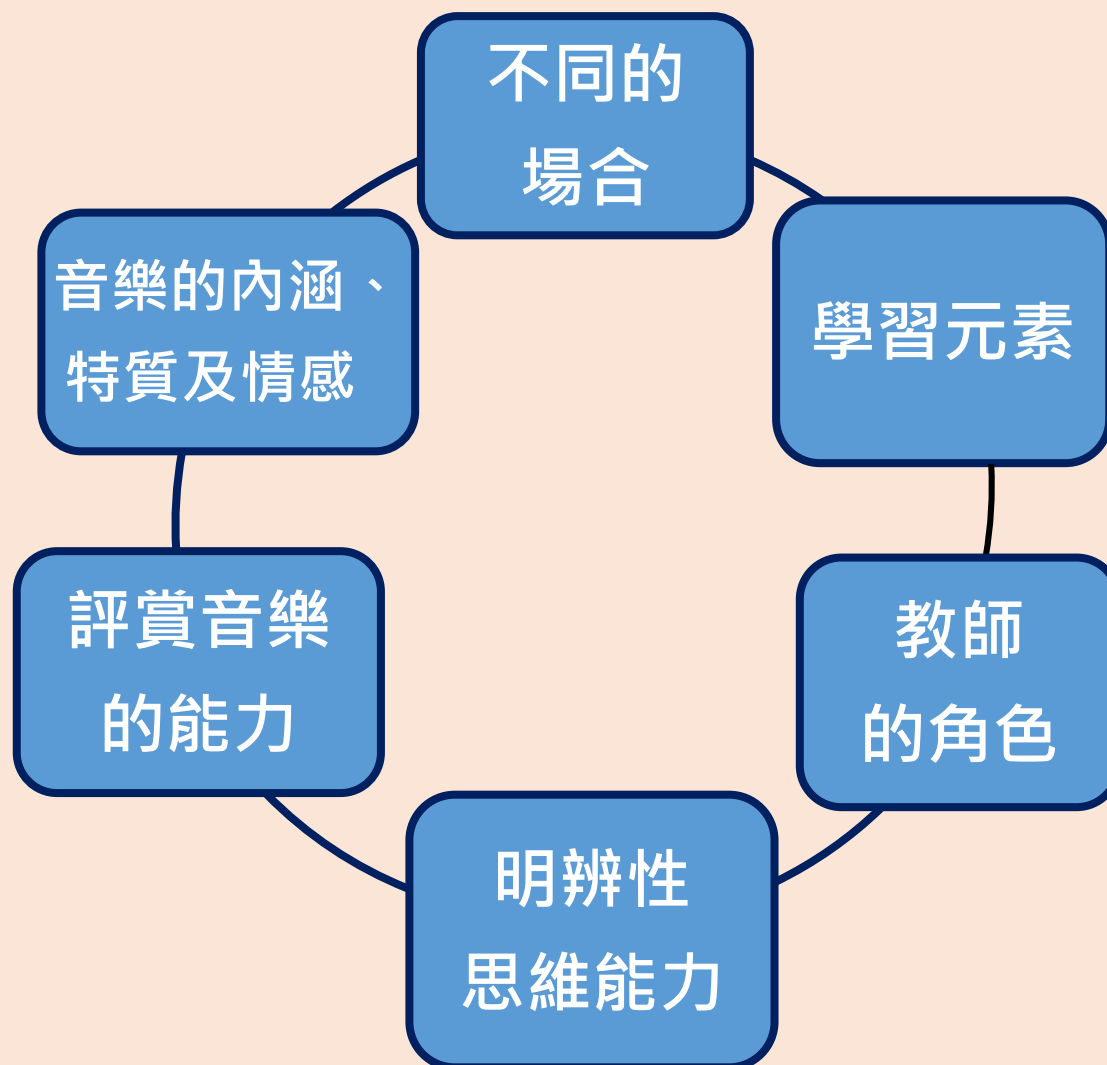 不同的
場合
學習元素
教師
的角色
明辨性
思維能力
評賞音樂
的能力
音樂的內涵、
特質及情感